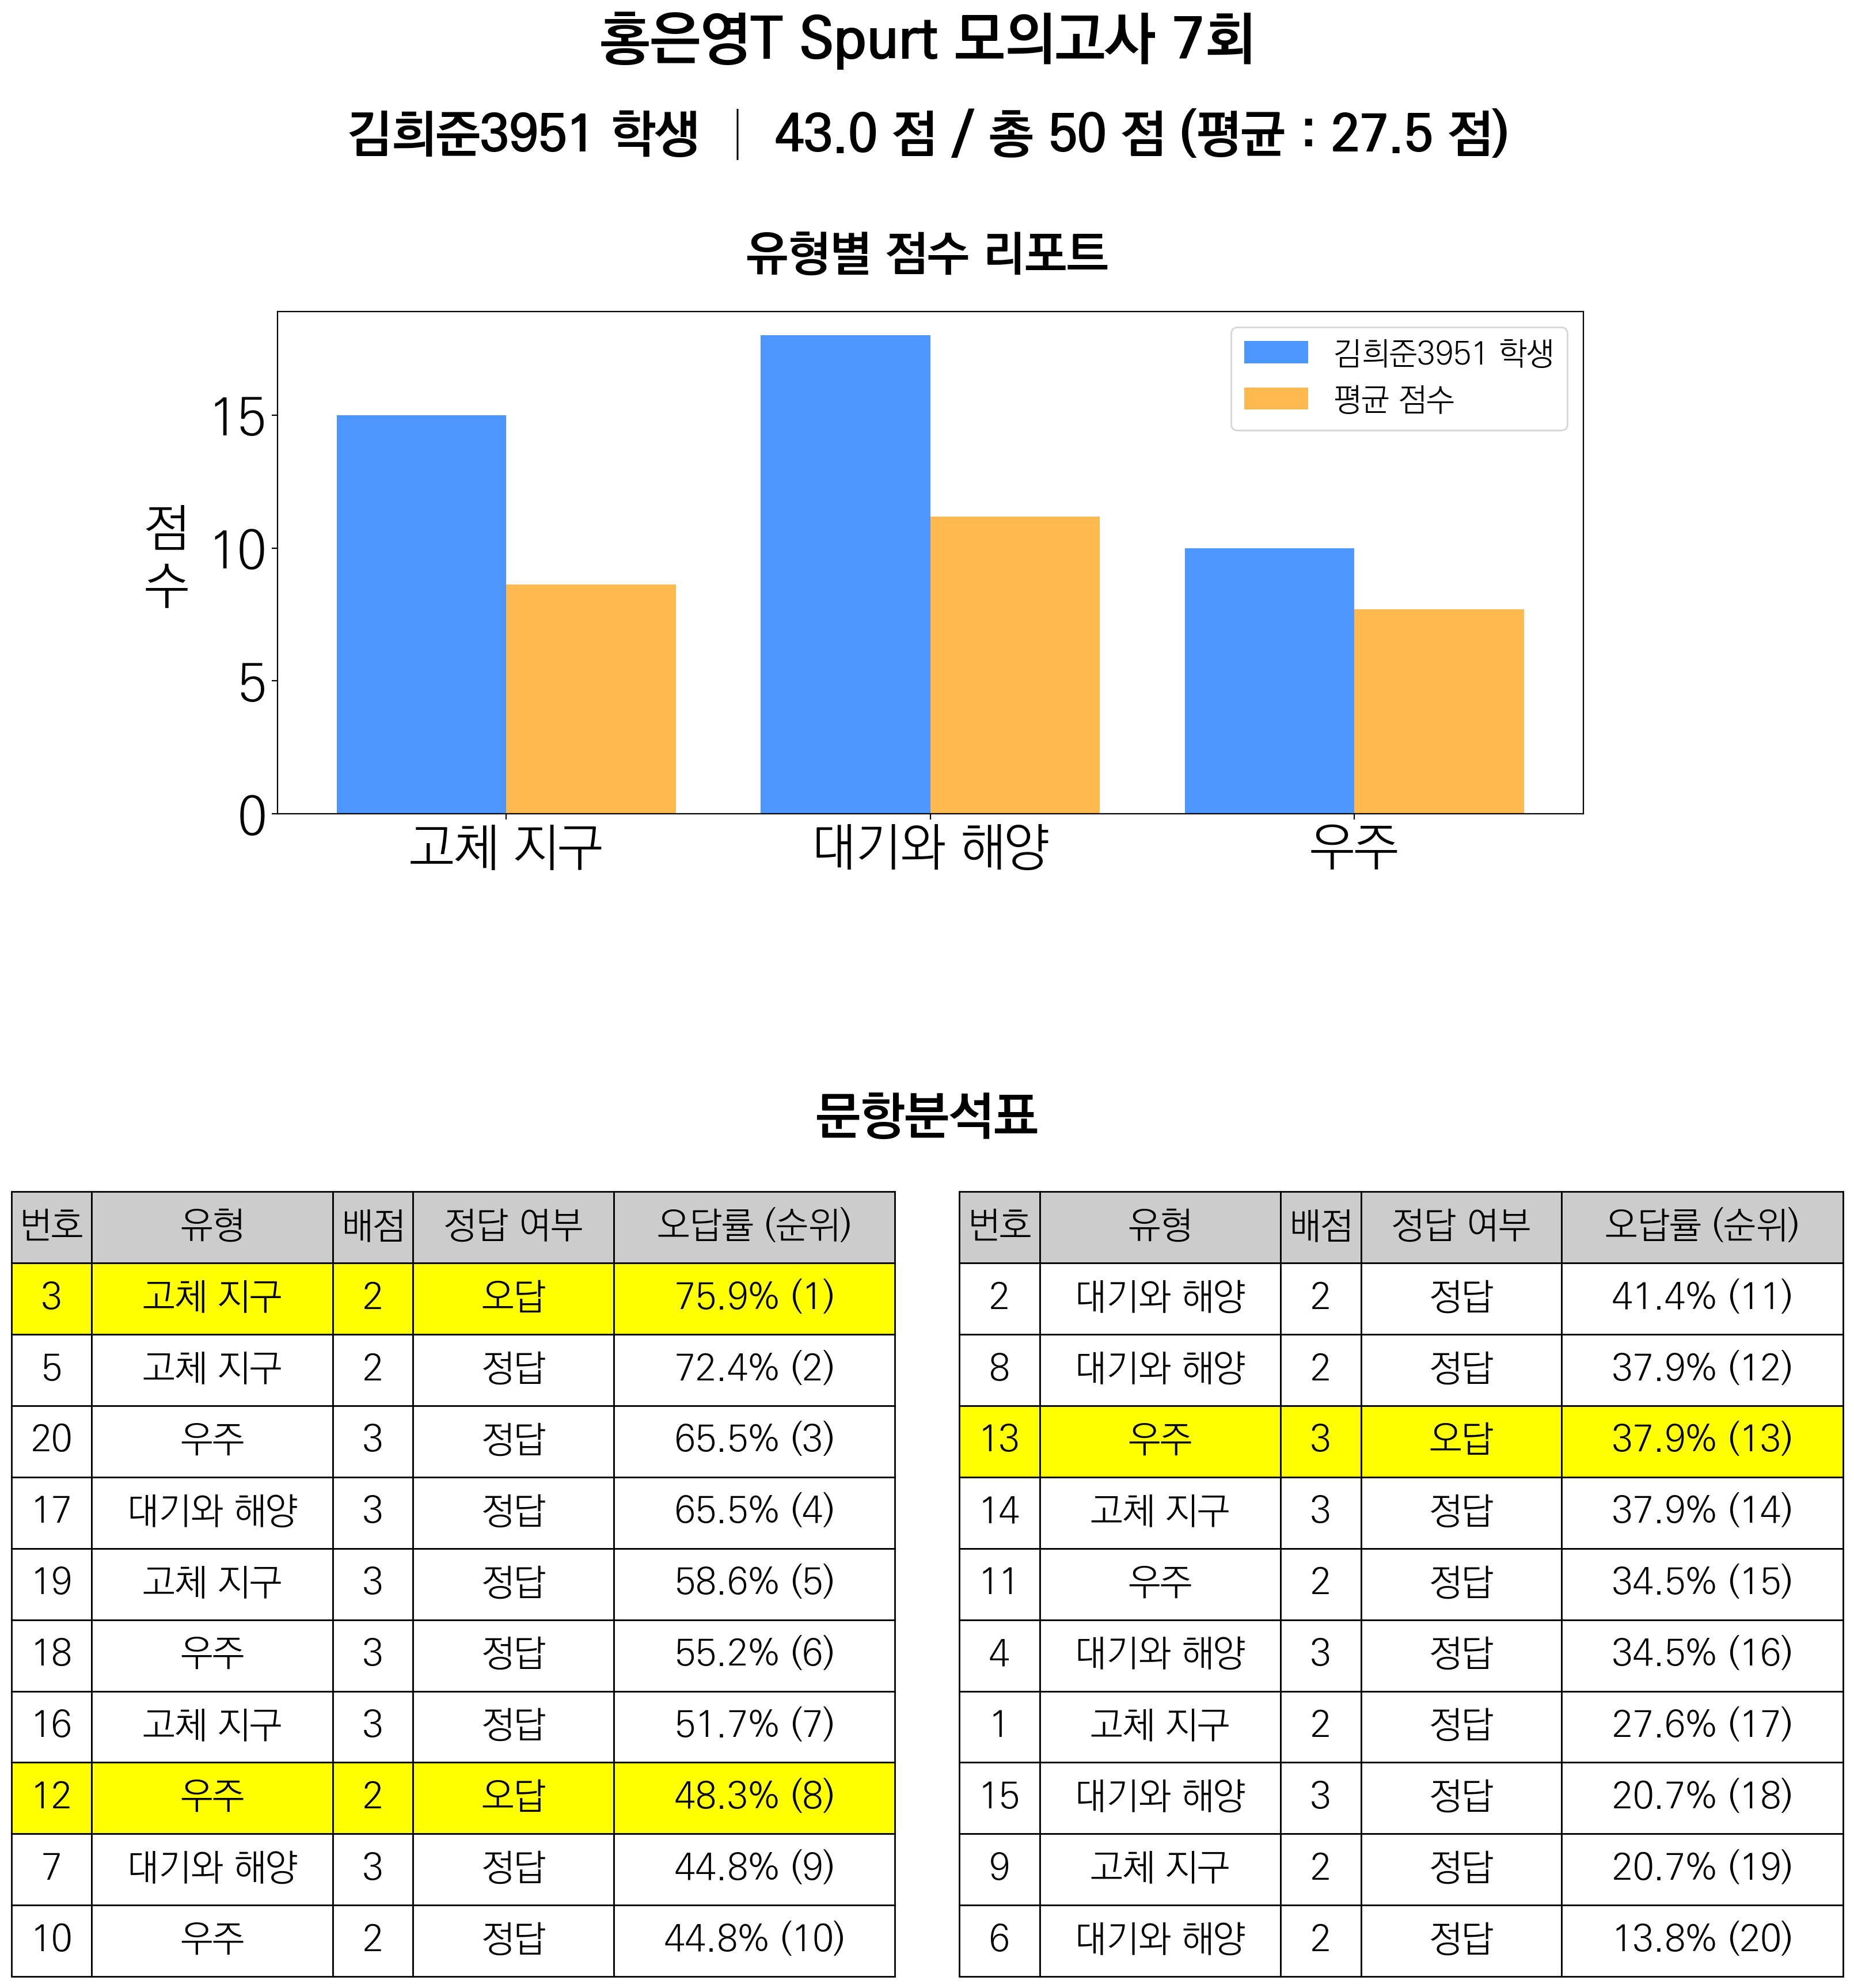 홍은영T Spurt 모의고사 7회
김희준3951 학생 | 43.0 점 / 총 50 점 (평균 : 27.5 점)
유형별 점수 리포트
김희준3951 학생
평균 점수
점
수
15
10
5
0
고체 지구 대기와 해양 우주
문항분석표
번호 유형 배점 정답 여부 오답률 (순위)
3 고체 지구 2 오답 75.9% (1)
5 고체 지구 2 정답 72.4% (2)
20 우주 3 정답 65.5% (3)
17 대기와 해양 3 정답 65.5% (4)
19 고체 지구 3 정답 58.6% (5)
18 우주 3 정답 55.2% (6)
16 고체 지구 3 정답 51.7% (7)
12 우주 2 오답 48.3% (8)
7 대기와 해양 3 정답 44.8% (9)
10 우주 2 정답 44.8% (10)
번호 유형 배점 정답 여부 오답률 (순위)
2 대기와 해양 2 정답 41.4% (11)
8 대기와 해양 2 정답 37.9% (12)
13 우주 3 오답 37.9% (13)
14 고체 지구 3 정답 37.9% (14)
11 우주 2 정답 34.5% (15)
4 대기와 해양 3 정답 34.5% (16)
1 고체 지구 2 정답 27.6% (17)
15 대기와 해양 3 정답 20.7% (18)
9 고체 지구 2 정답 20.7% (19)
6 대기와 해양 2 정답 13.8% (20)